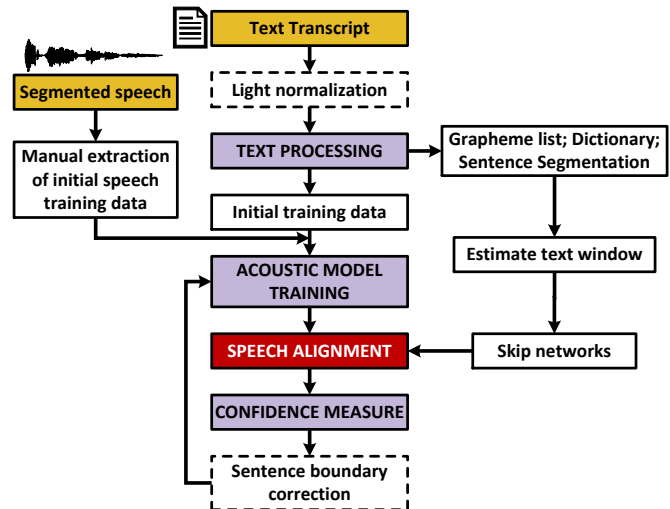 Text Transcript
Segmented speech
Light normalization
Manual extraction
of initial speech
training data
TEXT PROCESSING
Grapheme list; Dictionary;
Sentence Segmentation
Initial training data
Estimate text window
ACOUSTIC MODEL
TRAINING
SPEECH ALIGNMENT
Skip networks
CONFIDENCE MEASURE
Sentence boundary
correction